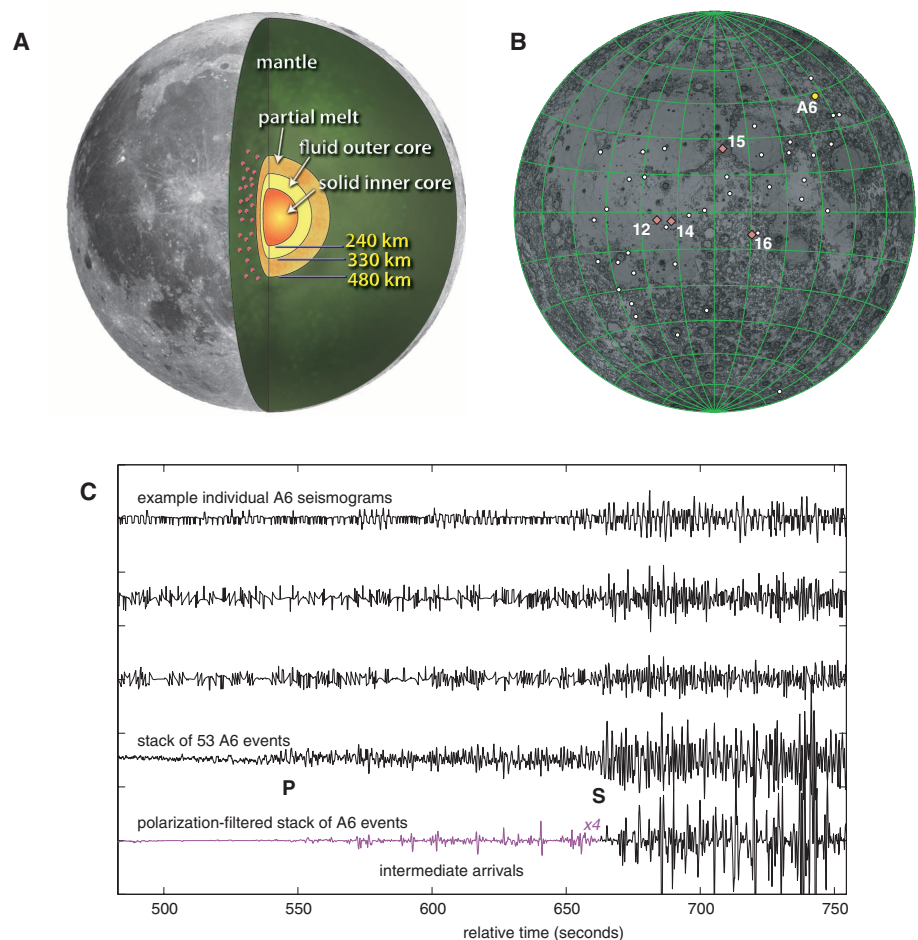 A
mantle
partial melt
fluid outer core
solid inner core
240 km
330 km
480 km
B
A6
15
12
14
16
C
example individual A6 seismograms
stack of 53 A6 events
P
S
polarization-filtered stack of A6 events
x4
intermediate arrivals
500
550
600
650
700
750
relative time (seconds)